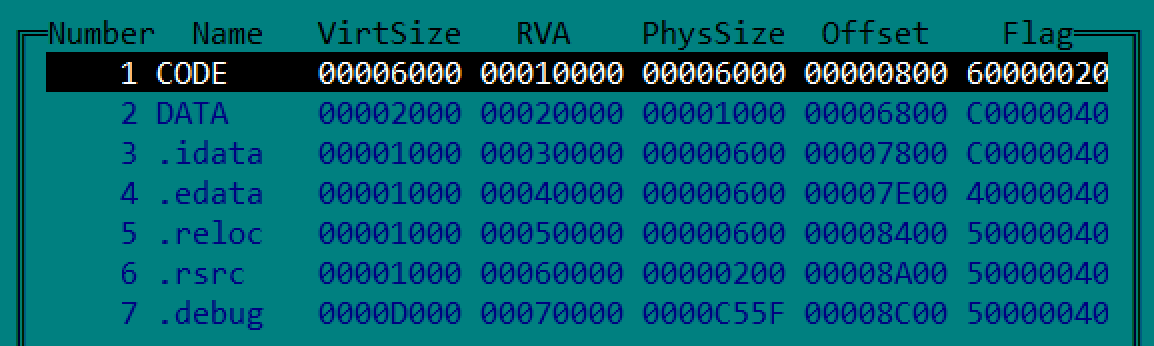 Number Name VirtSize RVA PhysSize Offset Flag
1 CODE 00006000 00010000 00006000 00000800 60000020
2 DATA 00002000 00020000 00001000 00006800 C0000040
3 .idata 00001000 00030000 00000600 00007800 C0000040
4 .edata 00001000 00040000 00000600 00007E00 40000040
5 .reloc 00001000 00050000 00000600 00008400 50000040
6 .rsrc 00001000 00060000 00000200 00008A00 50000040
7 .debug 0000D000 00070000 0000C55F 00008C00 50000040